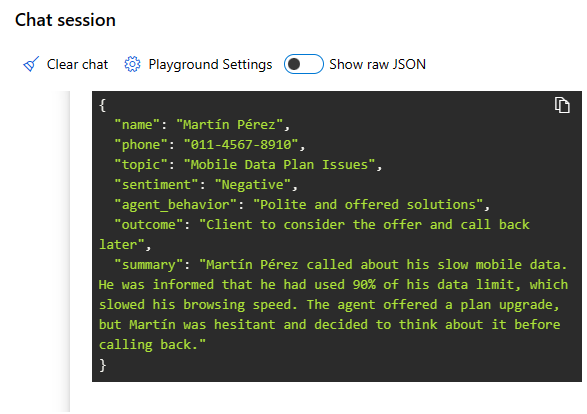 Chat session
Clear chat Playground Settings Show raw JSON
{
"name": "Martín Pérez",
"phone": "011-4567-8910",
"topic": "Mobile Data Plan Issues",
"sentiment": "Negative",
"agent_behavior": "Polite and offered solutions",
"outcome": "Client to consider the offer and call back
later",
"summary": "Martín Pérez called about his slow mobile data.
He was informed that he had used 90% of his data limit, which
slowed his browsing speed. The agent offered a plan upgrade,
but Martín was hesitant and decided to think about it before
calling back."
}